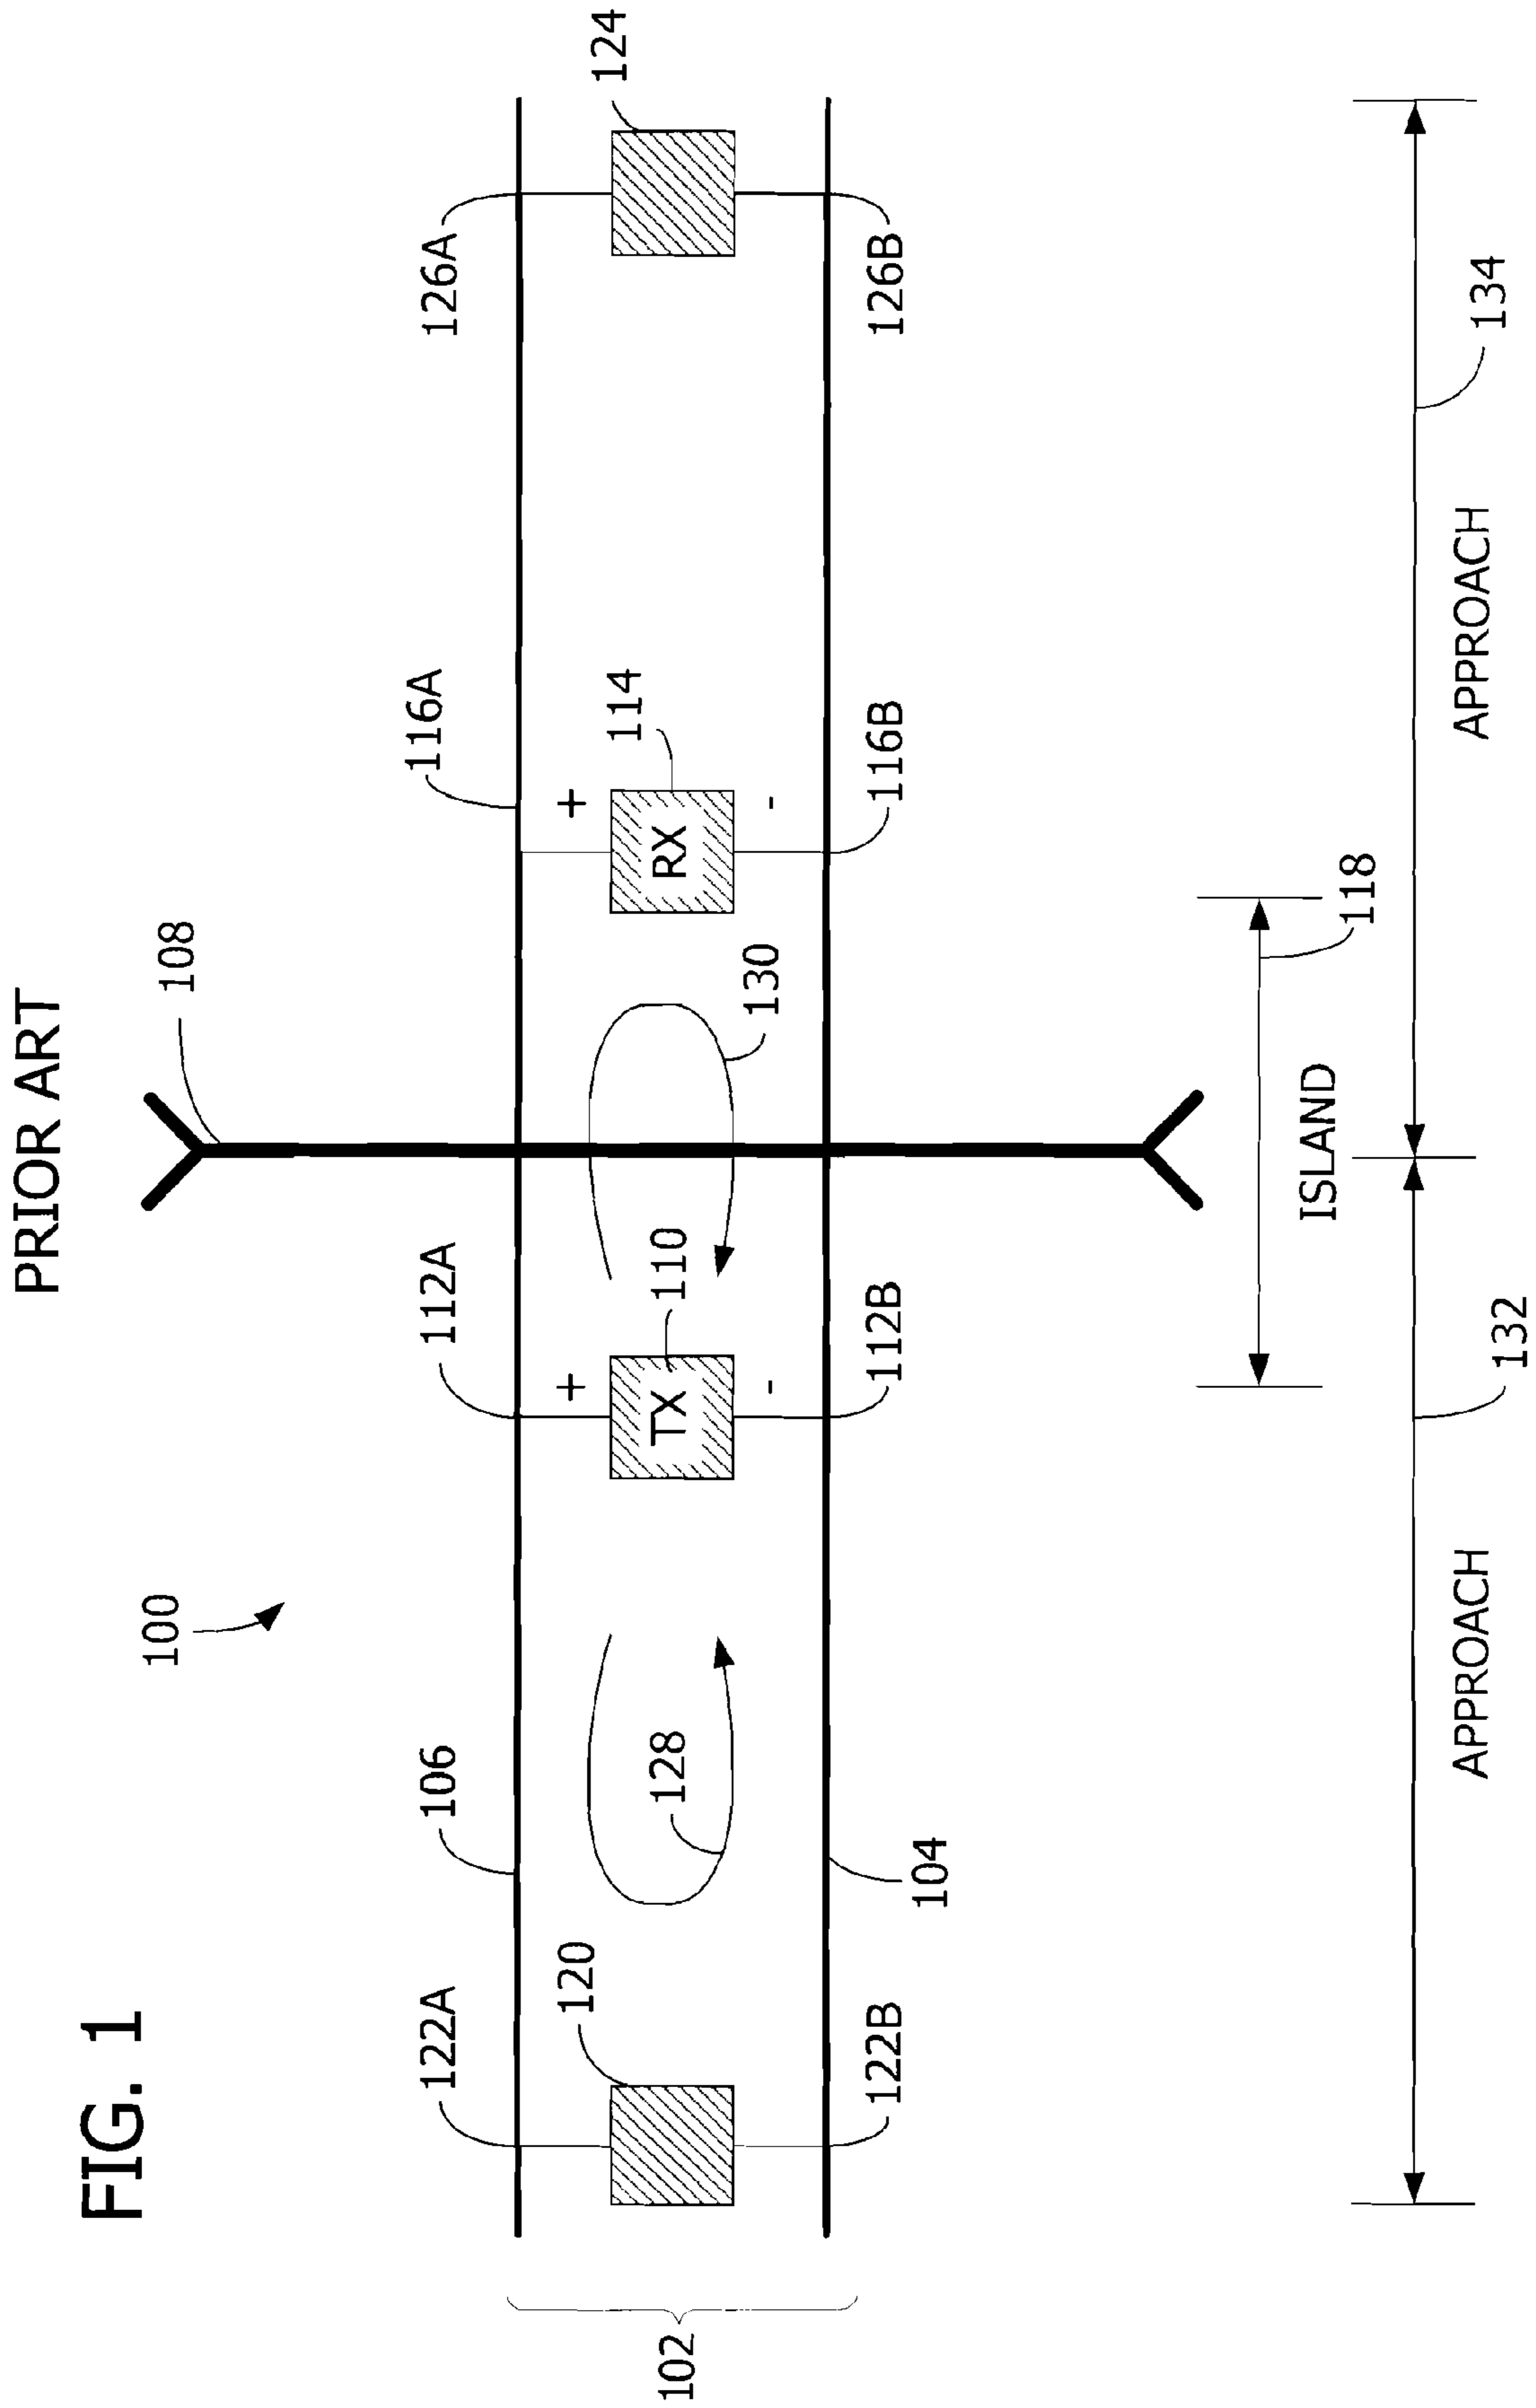 FIG. 1
PRIOR ART
100
108
122A
106
112A
116A
126A
120
124
+
+
102
128
TX
110
RX
114
130
-
-
122B
104
112B
116B
126B
ISLAND
118
APPROACH
APPROACH
132
134